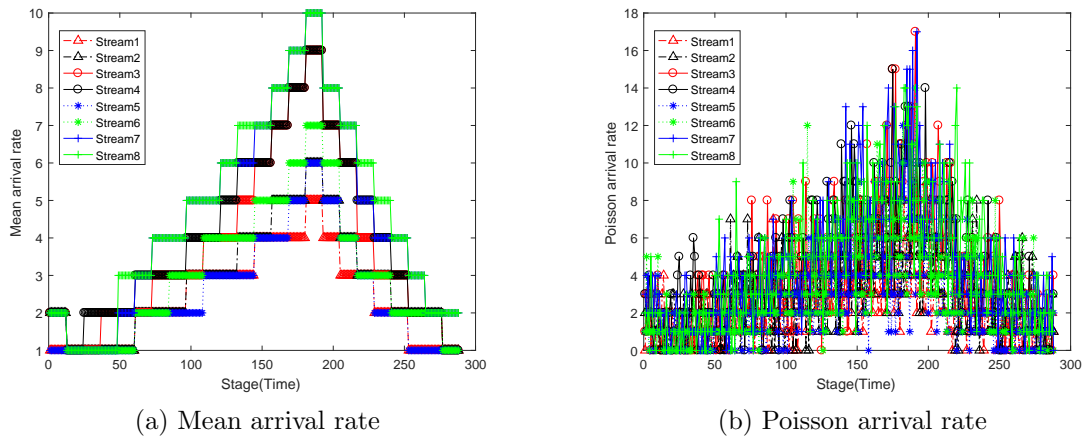 Mean arrival rate
10
9
8
7
6
5
4
3
2
1
0
50
100
150
200
250
300
Stage(Time)
Stream1
Stream2
Stream3
Stream4
Stream5
Stream6
Stream7
Stream8
(a) Mean arrival rate
Poisson arrival rate
18
16
14
12
10
8
6
4
2
0
0
50
100
150
200
250
300
Stage(Time)
Stream1
Stream2
Stream3
Stream4
Stream5
Stream6
Stream7
Stream8
(b) Poisson arrival rate